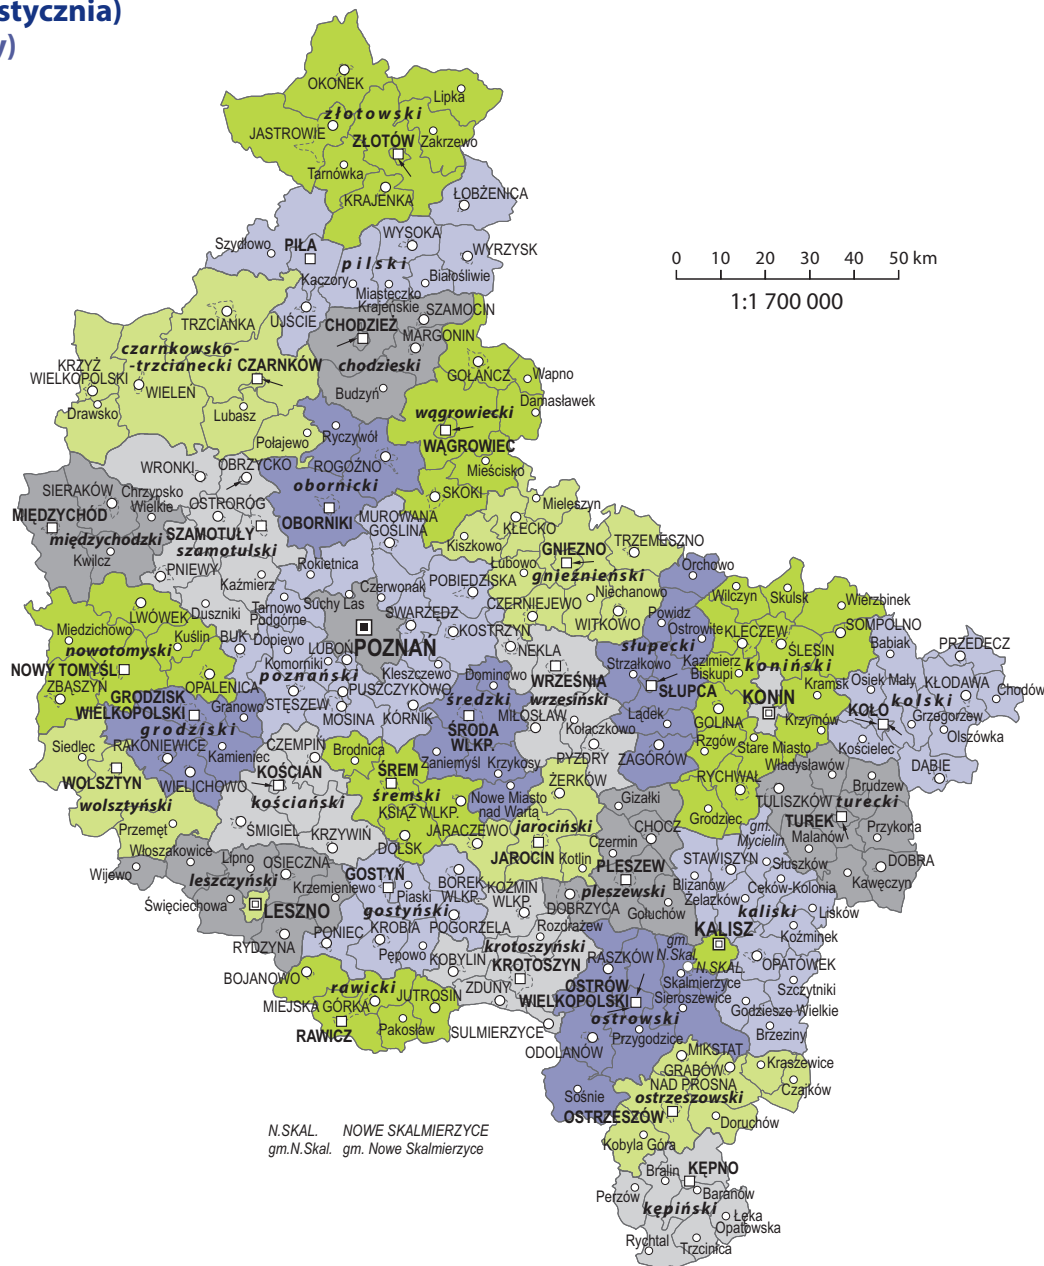 stycznia)
y)
OKONEK
Lipka
złotowski
JASTROWIE
ZŁOTÓW
Zakrzewo
Tarnówka
KRAJENKA
ŁOBŻENICA
WYSOKA
Szydłowo
PIŁA
WYRZYSK
pilski
Białośliwie
Kaczory
Miasteczko
Krajeńskie
0 10 20 30 40 50 km
1:1 700 000
SZAMOCIN
TRZCIANKA
UJŚCIE
CHODZIEŻ
MARGONIN
czarnkowsko-
-trzcianecki
CZARNKÓW
chodzieski
KRZYŻ
WIELKOPOLSKI
WIELEŃ
GOŁAŃCZ
Wapno
Budzyń
Damasławek
Drawsko
Lubasz
wągrowiecki
Połajewo
Ryczywół
WĄGROWIEC
WRONKI
OBRZYCKO
ROGOŹNO
Mieścisko
obornicki
SIERAKÓW
Chrzypsko
Wielkie
OSTRORÓG
SKOKI
Mieleszyn
MIĘDZYCHÓD
OBORNIKI
MUROWANA
GOŚLINA
KŁECKO
SZAMOTUŁY
międzychodzki
szamotulski
Kiszkowo
GNIEZNO
TRZEMESZNO
Kwilcz
PNIEWY
Kaźmierz
Rokietnica
Łubowo
gnieźnieński
Orchowo
Czerwonak
POBIEDZISKA
Niechanowo
Wilczyn
Skulsk
Wierzbinek
LWÓWEK
Duszniki
Tarnowo
Podgórne
Suchy Las
SWARZĘDZ
CZERNIEJEWO
WITKOWO
Powidz
Miedzichowo
Kuślin
BUK
Dopiewo
POZNAŃ
KOSTRZYN
Ostrowite
KLECZEW
SOMPOLNO
nowotomyski
LUBOŃ
NEKLA
słupecki
ŚLESIN
Babiak
PRZEDECZ
NOWY TOMYŚL
Komorniki
poznański
Kleszczewo
Strzałkowo
Kazimierz
Biskupi
koniński
ZBĄSZYŃ
OPALENICA
PUSZCZYKOWO
Dominowo
WRZEŚNIA
SŁUPCA
Kramsk
Osiek Mały
KŁODAWA
GRODZISK
WIELKOPOLSKI
Granowo
STĘSZEW
MOSINA
KÓRNIK
średzki
wrzesiński
KONIN
kolski
Chodów
ŚRODA
WLKP.
MIŁOSŁAW
Lądek
GOLINA
KOŁO
Grzegorzew
grodziski
Kołaczkowo
Krzymów
Olszówka
Siedlec
RAKONIEWICE
Kamieniec
CZEMPIŃ
Brodnica
Zaniemyśl
Krzykosy
PYZDRY
ZAGÓRÓW
Rzgów
Stare Miasto
Kościelec
WOLSZTYN
WIELICHOWO
KOŚCIAN
ŚREM
ŻERKÓW
RYCHWAŁ
Władysławów
DĄBIE
wolsztyński
kościański
śremski
Nowe Miasto
nad Wartą
Gizałki
TULISZKÓW
Brudzew
turecki
KSIĄŻ WLKP.
Grodziec
TUREK
Przemęt
ŚMIGIEL
KRZYWIŃ
JARACZEWO
jarociński
CHOCZ
gm.
Mycielin
Malanów
Przykona
DOLSK
Czermin
Włoszakowice
Lipno
OSIECZNA
JAROCIN
Kotlin
PLESZEW
STAWISZYN
Słuszków
DOBRA
Wijewo
leszczyński
GOSTYŃ
BOREK
WLKP.
KOŹMIN
WLKP.
pleszewski
Blizanów
Ceków-Kolonia
Kawęczyn
Krzemieniewo
Piaski
DOBRZYCA
Żelazków
Święciechowa
LESZNO
gostyński
Gołuchów
kaliski
Lisków
PONIEC
KROBIA
POGORZELA
Rozdrażew
KALISZ
Koźminek
RYDZYNA
Pępowo
krotoszyński
gm.
N.Skal.
KOBYLIN
RASZKÓW
N.SKAL.
OPATÓWEK
BOJANOWO
KROTOSZYN
rawicki
JUTROSIN
ZDUNY
OSTRÓW
WIELKOPOLSKI
Skalmierzyce
Szczytniki
Sieroszewice
MIEJSKA GÓRKA
Godziesze Wielkie
ostrowski
RAWICZ
Pakosław
SULMIERZYCE
Przygodzice
Brzeziny
ODOLANÓW
MIKSTAT
Kraszewice
GRABÓW
NAD PROSNĄ
Czajków
Sośnie
ostrzeszowski
OSTRZESZÓW
Doruchów
N.SKAL. NOWE SKALMIERZYCE
gm.N.Skal. gm. Nowe Skalmierzyce
Kobyla Góra
Bralin
KĘPNO
Perzów
Baranów
kępiński
Łęka
Opatowska
Rychtal
Trzcinica